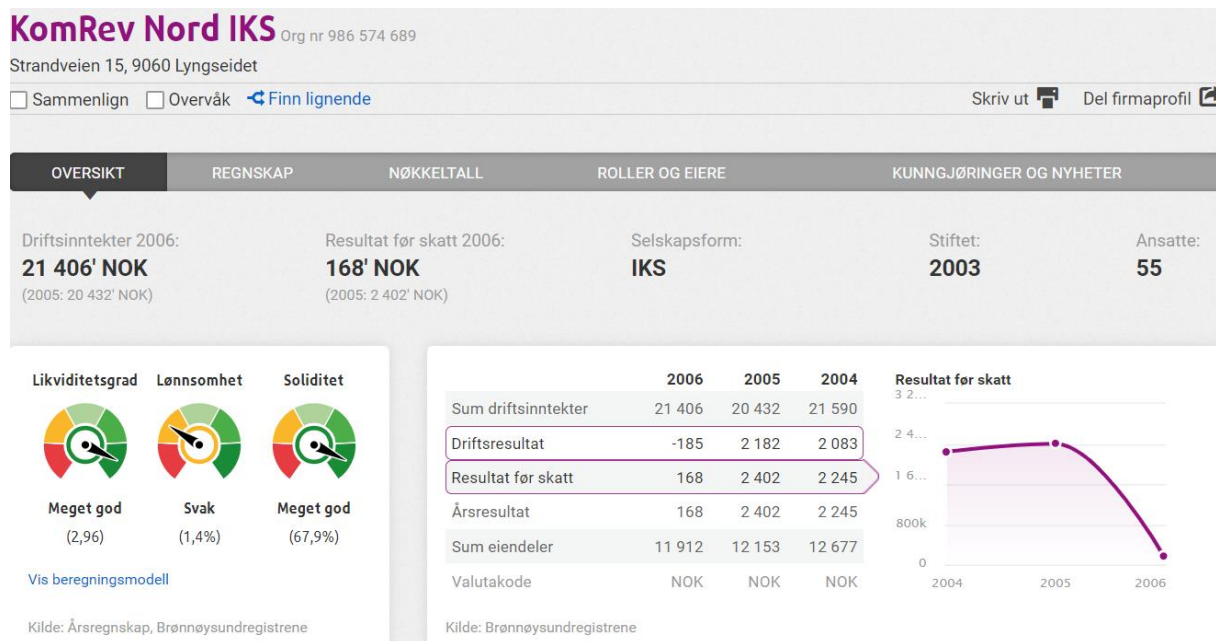 KomRev Nord IKS Org nr 986 574 689
Strandveien 15, 9060 Lyngseidet
Sammenlign Overvåk Finn lignende Skriv ut Del firmaprofil
OVERSIKT REGNSKAP NØKKELTALL ROLLER OG EIERE KUNNGJØRINGER OG NYHETER
Driftsinntekter 2006: Resultat før skatt 2006: Selskapsform: Stiftet: Ansatte:
21 406' NOK 168' NOK IKS 2003 55
(2005: 20 432' NOK) (2005: 2 402' NOK)
Likviditetsgrad Lønnsomhet Soliditet
Meget god Svak Meget god
(2,96) (1,4%) (67,9%)
Vis beregningsmodell
Kilde: Årsregnskap, Brønnøysundregistrene
2006 2005 2004
Sum driftsinntekter 21 406 20 432 21 590
Driftsresultat -185 2 182 2 083
Resultat før skatt 168 2 402 2 245
Årsresultat 168 2 402 2 245
Sum eiendeler 11 912 12 153 12 677
Valutakode NOK NOK NOK
Kilde: Brønnøysundregistrene
Resultat før skatt
3 2...
2 4...
1 6...
800k
0
2004 2005 2006